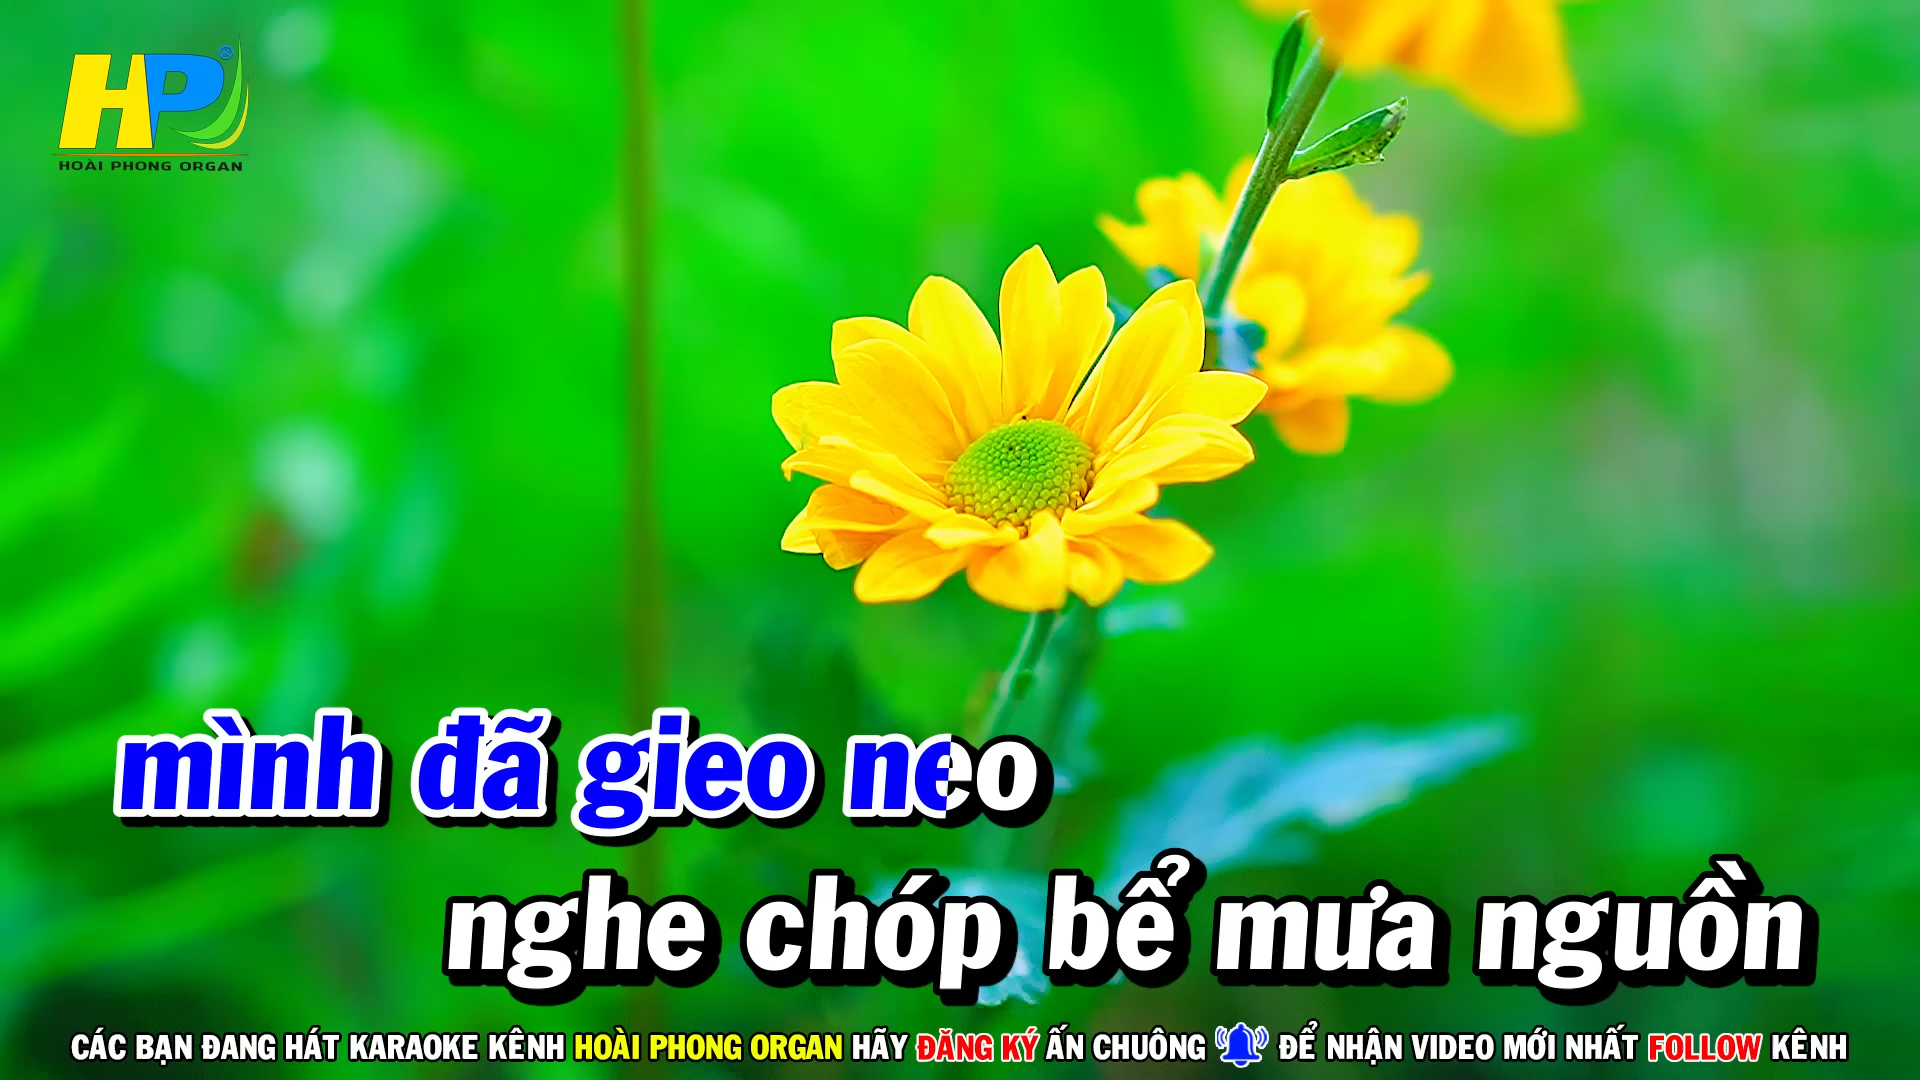 HP®
HOÀI PHONG ORGAN
mình đã gieo neo
nghe chóp bể mưa nguồn
CÁC BẠN ĐANG HÁT KARAOKE KÊNH HOÀI PHONG ORGAN HÃY ĐĂNG KÝ ẤN CHUÔNG ĐỂ NHẬN VIDEO MỚI NHẤT FOLLOW KÊNH